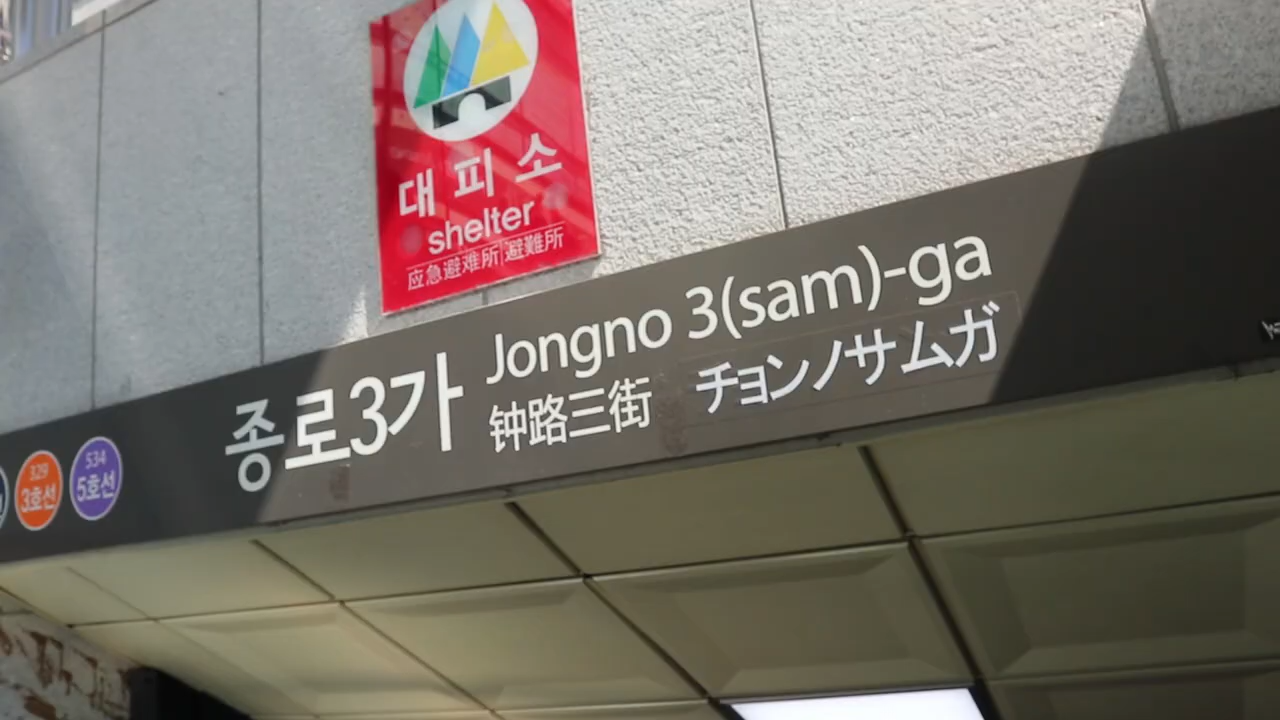 대피소
shelter
应急避难所|避難所
종로3가
Jongno 3(sam)-ga
钟路三街 チョンノサムガ
329
3호선
534
5호선